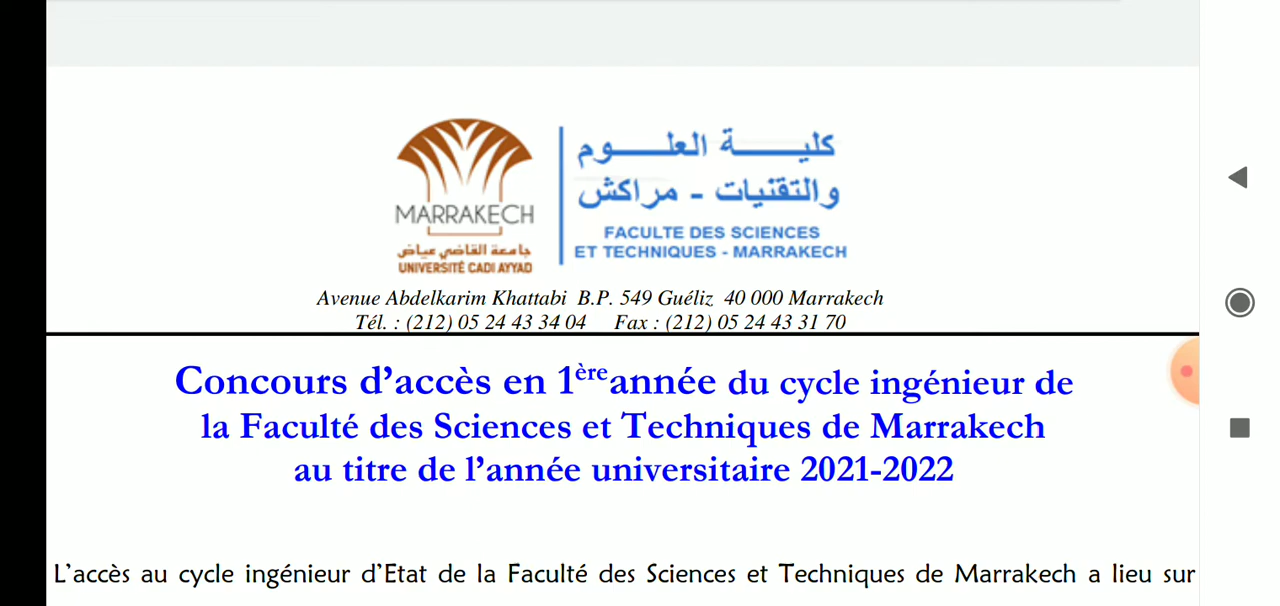 كلية العلوم
والتقنيات - مراكش
MARRAKECH
FACULTE DES SCIENCES
ET TECHNIQUES - MARRAKECH
جامعة القاضي عياض
UNIVERSITÉ CADI AYYAD
Avenue Abdelkarim Khattabi B.P. 549 Guéliz 40 000 Marrakech
Tél. : (212) 05 24 43 34 04 Fax : (212) 05 24 43 31 70
Concours d’accès en 1ère année du cycle ingénieur de
la Faculté des Sciences et Techniques de Marrakech
au titre de l’année universitaire 2021-2022
L’accès au cycle ingénieur d’Etat de la Faculté des Sciences et Techniques de Marrakech a lieu sur